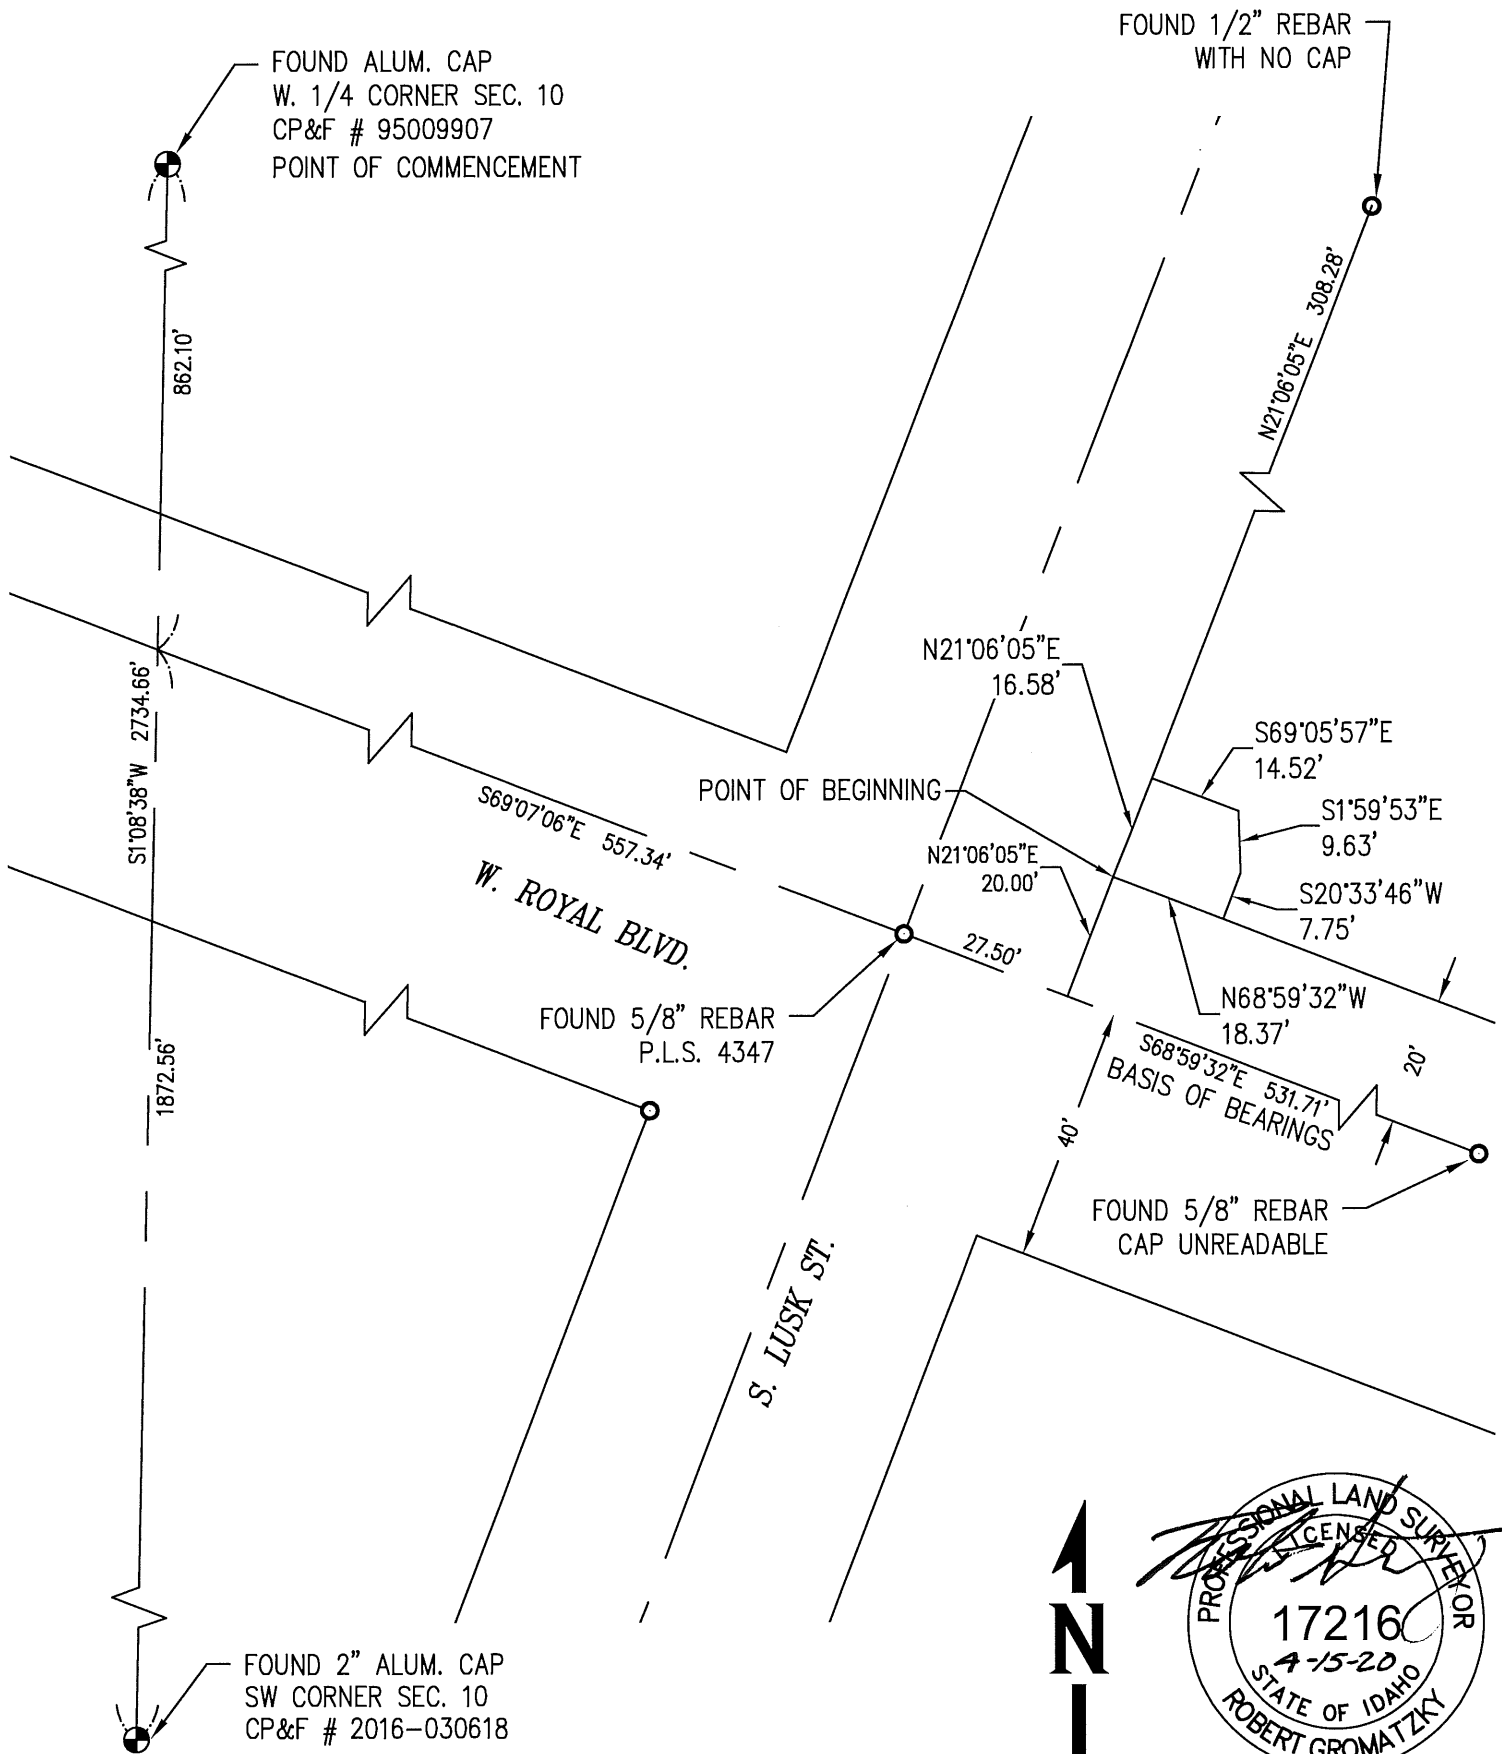 FOUND 1/2" REBAR
WITH NO CAP
FOUND ALUM. CAP
W. 1/4 CORNER SEC. 10
CP&F # 95009907
POINT OF COMMENCEMENT
N21°06'05"E 308.28'
862.10'
N21°06'05"E
16.58'
S1°08'38"W 2734.66'
S69°05'57"E
14.52'
POINT OF BEGINNING
S69°07'06"E 557.34'
S1°59'53"E
9.63'
N21°06'05"E
20.00'
W. ROYAL BLVD.
S20°33'46"W
7.75'
27.50'
N68°59'32"W
18.37'
FOUND 5/8" REBAR
P.L.S. 4347
1872.56'
S68°59'32"E 531.71'
BASIS OF BEARINGS
20'
40'
FOUND 5/8" REBAR
CAP UNREADABLE
S. LUSK ST.
PROFESSIONAL LAND SURVEYOR
LICENSED
17216
4-15-20
STATE OF IDAHO
ROBERT GROMATZKY
N
FOUND 2" ALUM. CAP
SW CORNER SEC. 10
CP&F # 2016-030618